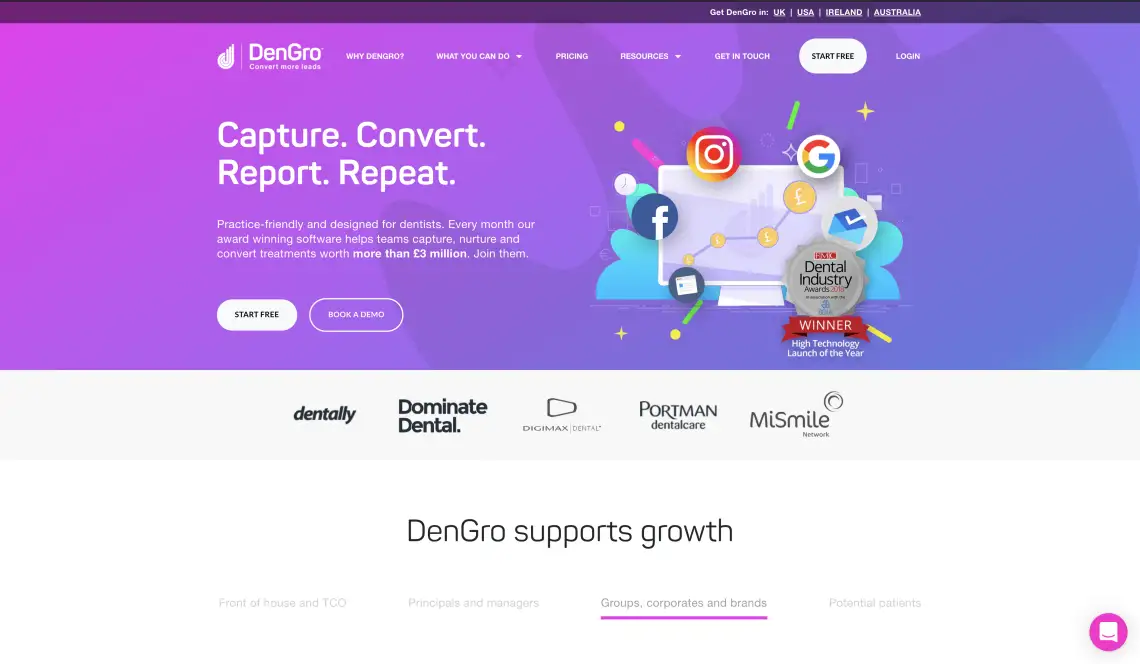 Get DenGro in: UK | USA | IRELAND | AUSTRALIA
DenGro
Convert more leads
WHY DENGRO?
WHAT YOU CAN DO
PRICING
RESOURCES
GET IN TOUCH
START FREE
LOGIN
Capture. Convert.
Report. Repeat.
Practice-friendly and designed for dentists. Every month our
award winning software helps teams capture, nurture and
convert treatments worth more than £3 million. Join them.
START FREE
BOOK A DEMO
FMC
Dental
Industry
Awards 2018
WINNER
High Technology
Launch of the Year
dentally
Dominate
Dental.
DIGIMAX | DENTAL
PORTMAN
dentalcare
MiSmile
Network
DenGro supports growth
Front of house and TCO
Principals and managers
Groups, corporates and brands
Potential patients